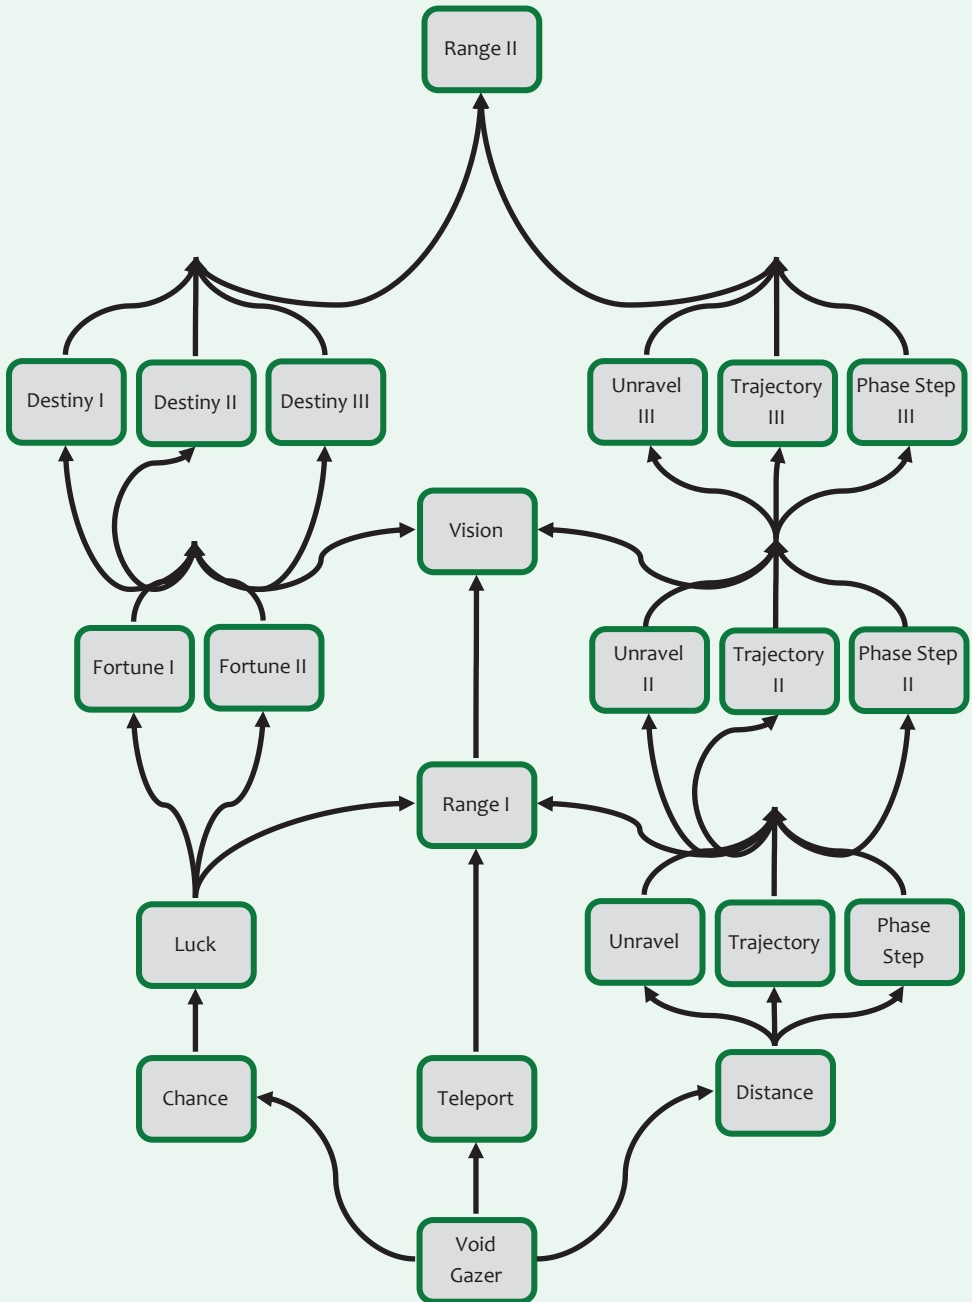 Range II
Destiny I
Destiny II
Destiny III
Unravel
III
Trajectory
III
Phase Step
III
Vision
Fortune I
Fortune II
Unravel
II
Trajectory
II
Phase Step
II
Range I
Luck
Unravel
Trajectory
Phase
Step
Chance
Teleport
Distance
Void
Gazer